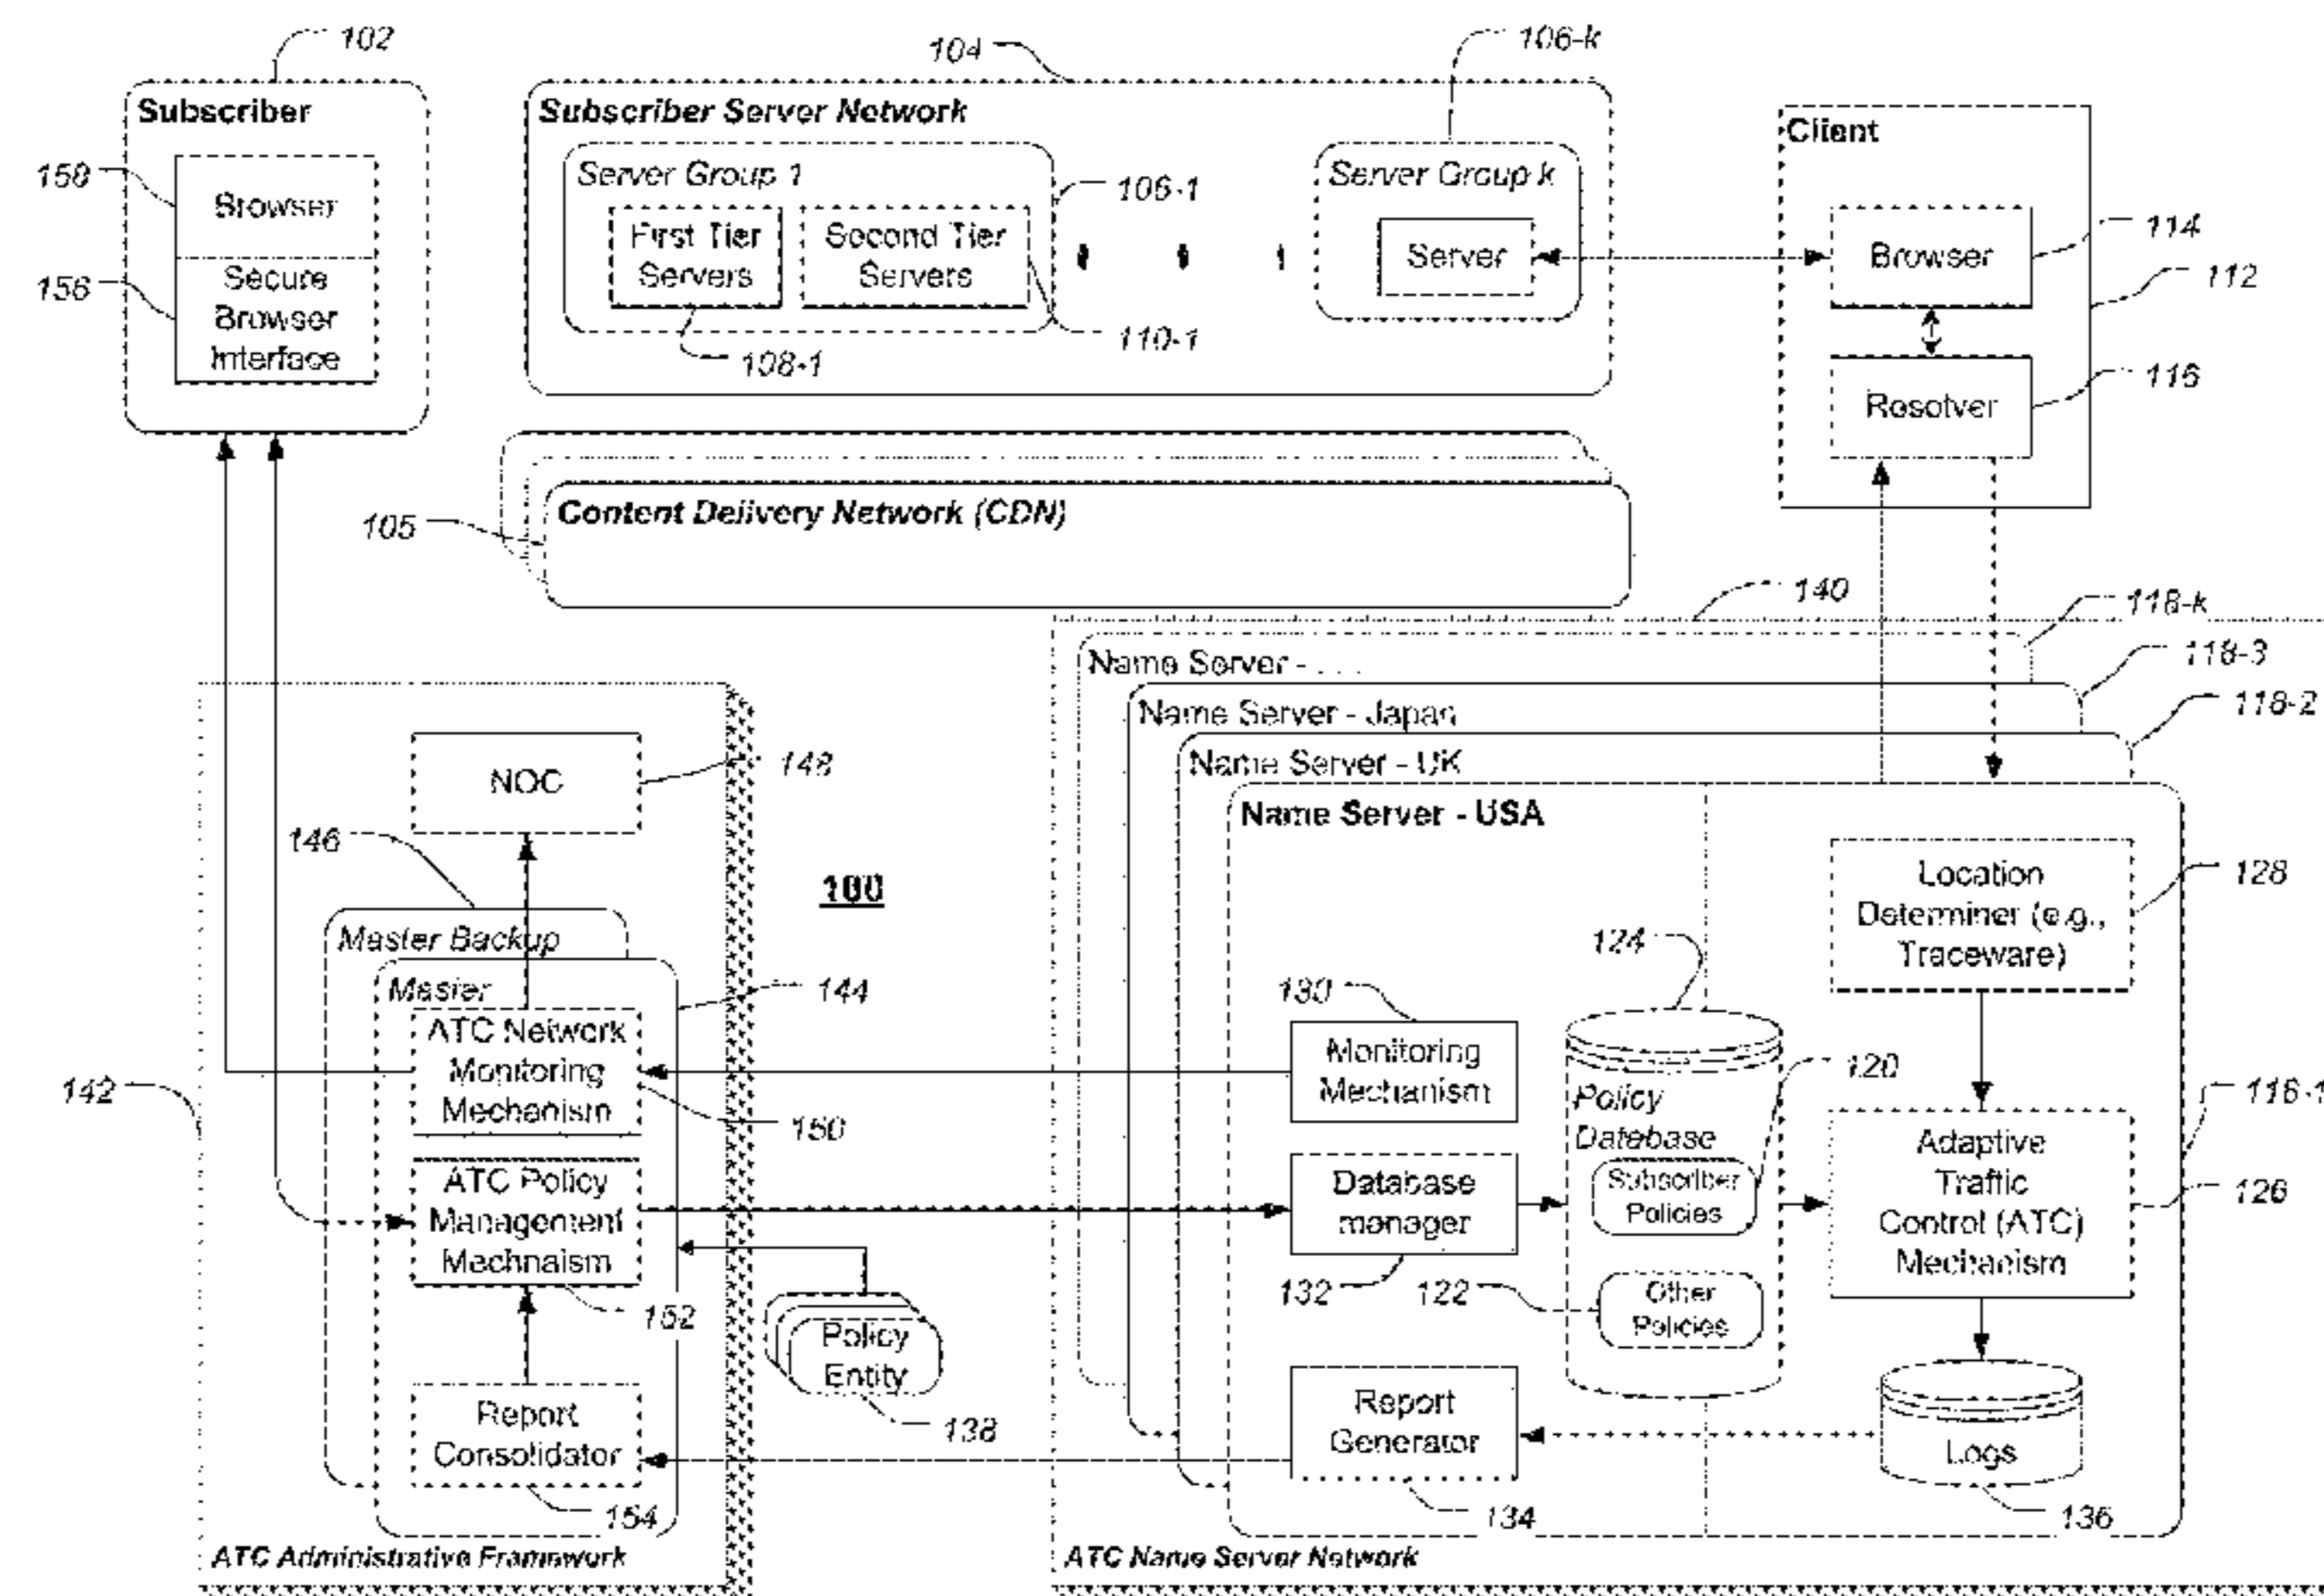 102
104
106-k
Subscriber
Subscriber Server Network
Client
158
Browser
Server Group 1
106-1
Server Group k
First Tier
Servers
Second Tier
Servers
Server
Browser
114
112
156
Secure
Browser
Interface
108-1
110-1
Resolver
116
105
Content Delivery Network (CDN)
140
118-k
Name Server - . . .
118-3
Name Server - Japan
118-2
Name Server - UK
Name Server - USA
NOC
148
146
100
Location
Determiner (e.g.,
Traceware)
128
124
Master Backup
Master
144
130
ATC Network
Monitoring
Mechanism
150
Monitoring
Mechanism
120
142
Policy
Database
118-1
Subscriber
Policies
Adaptive
Traffic
Control (ATC)
Mechanism
126
ATC Policy
Management
Mechnaism
152
Database
manager
132
122
Other
Policies
Policy
Entity
138
Report
Consolidator
154
Report
Generator
134
Logs
136
ATC Administrative Framework
ATC Name Server Network